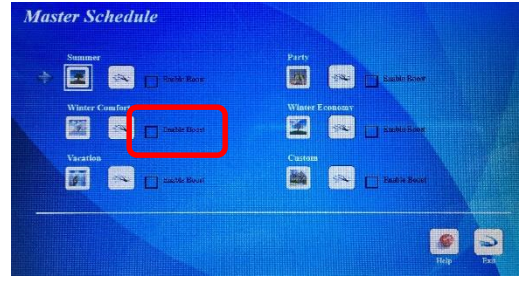 Master Schedule
Summer
Enable Boost
Party
Enable Boost
Winter Comfort
Enable Boost
Winter Economy
Enable Boost
Vacation
Enable Boost
Custom
Enable Boost
Help
Exit